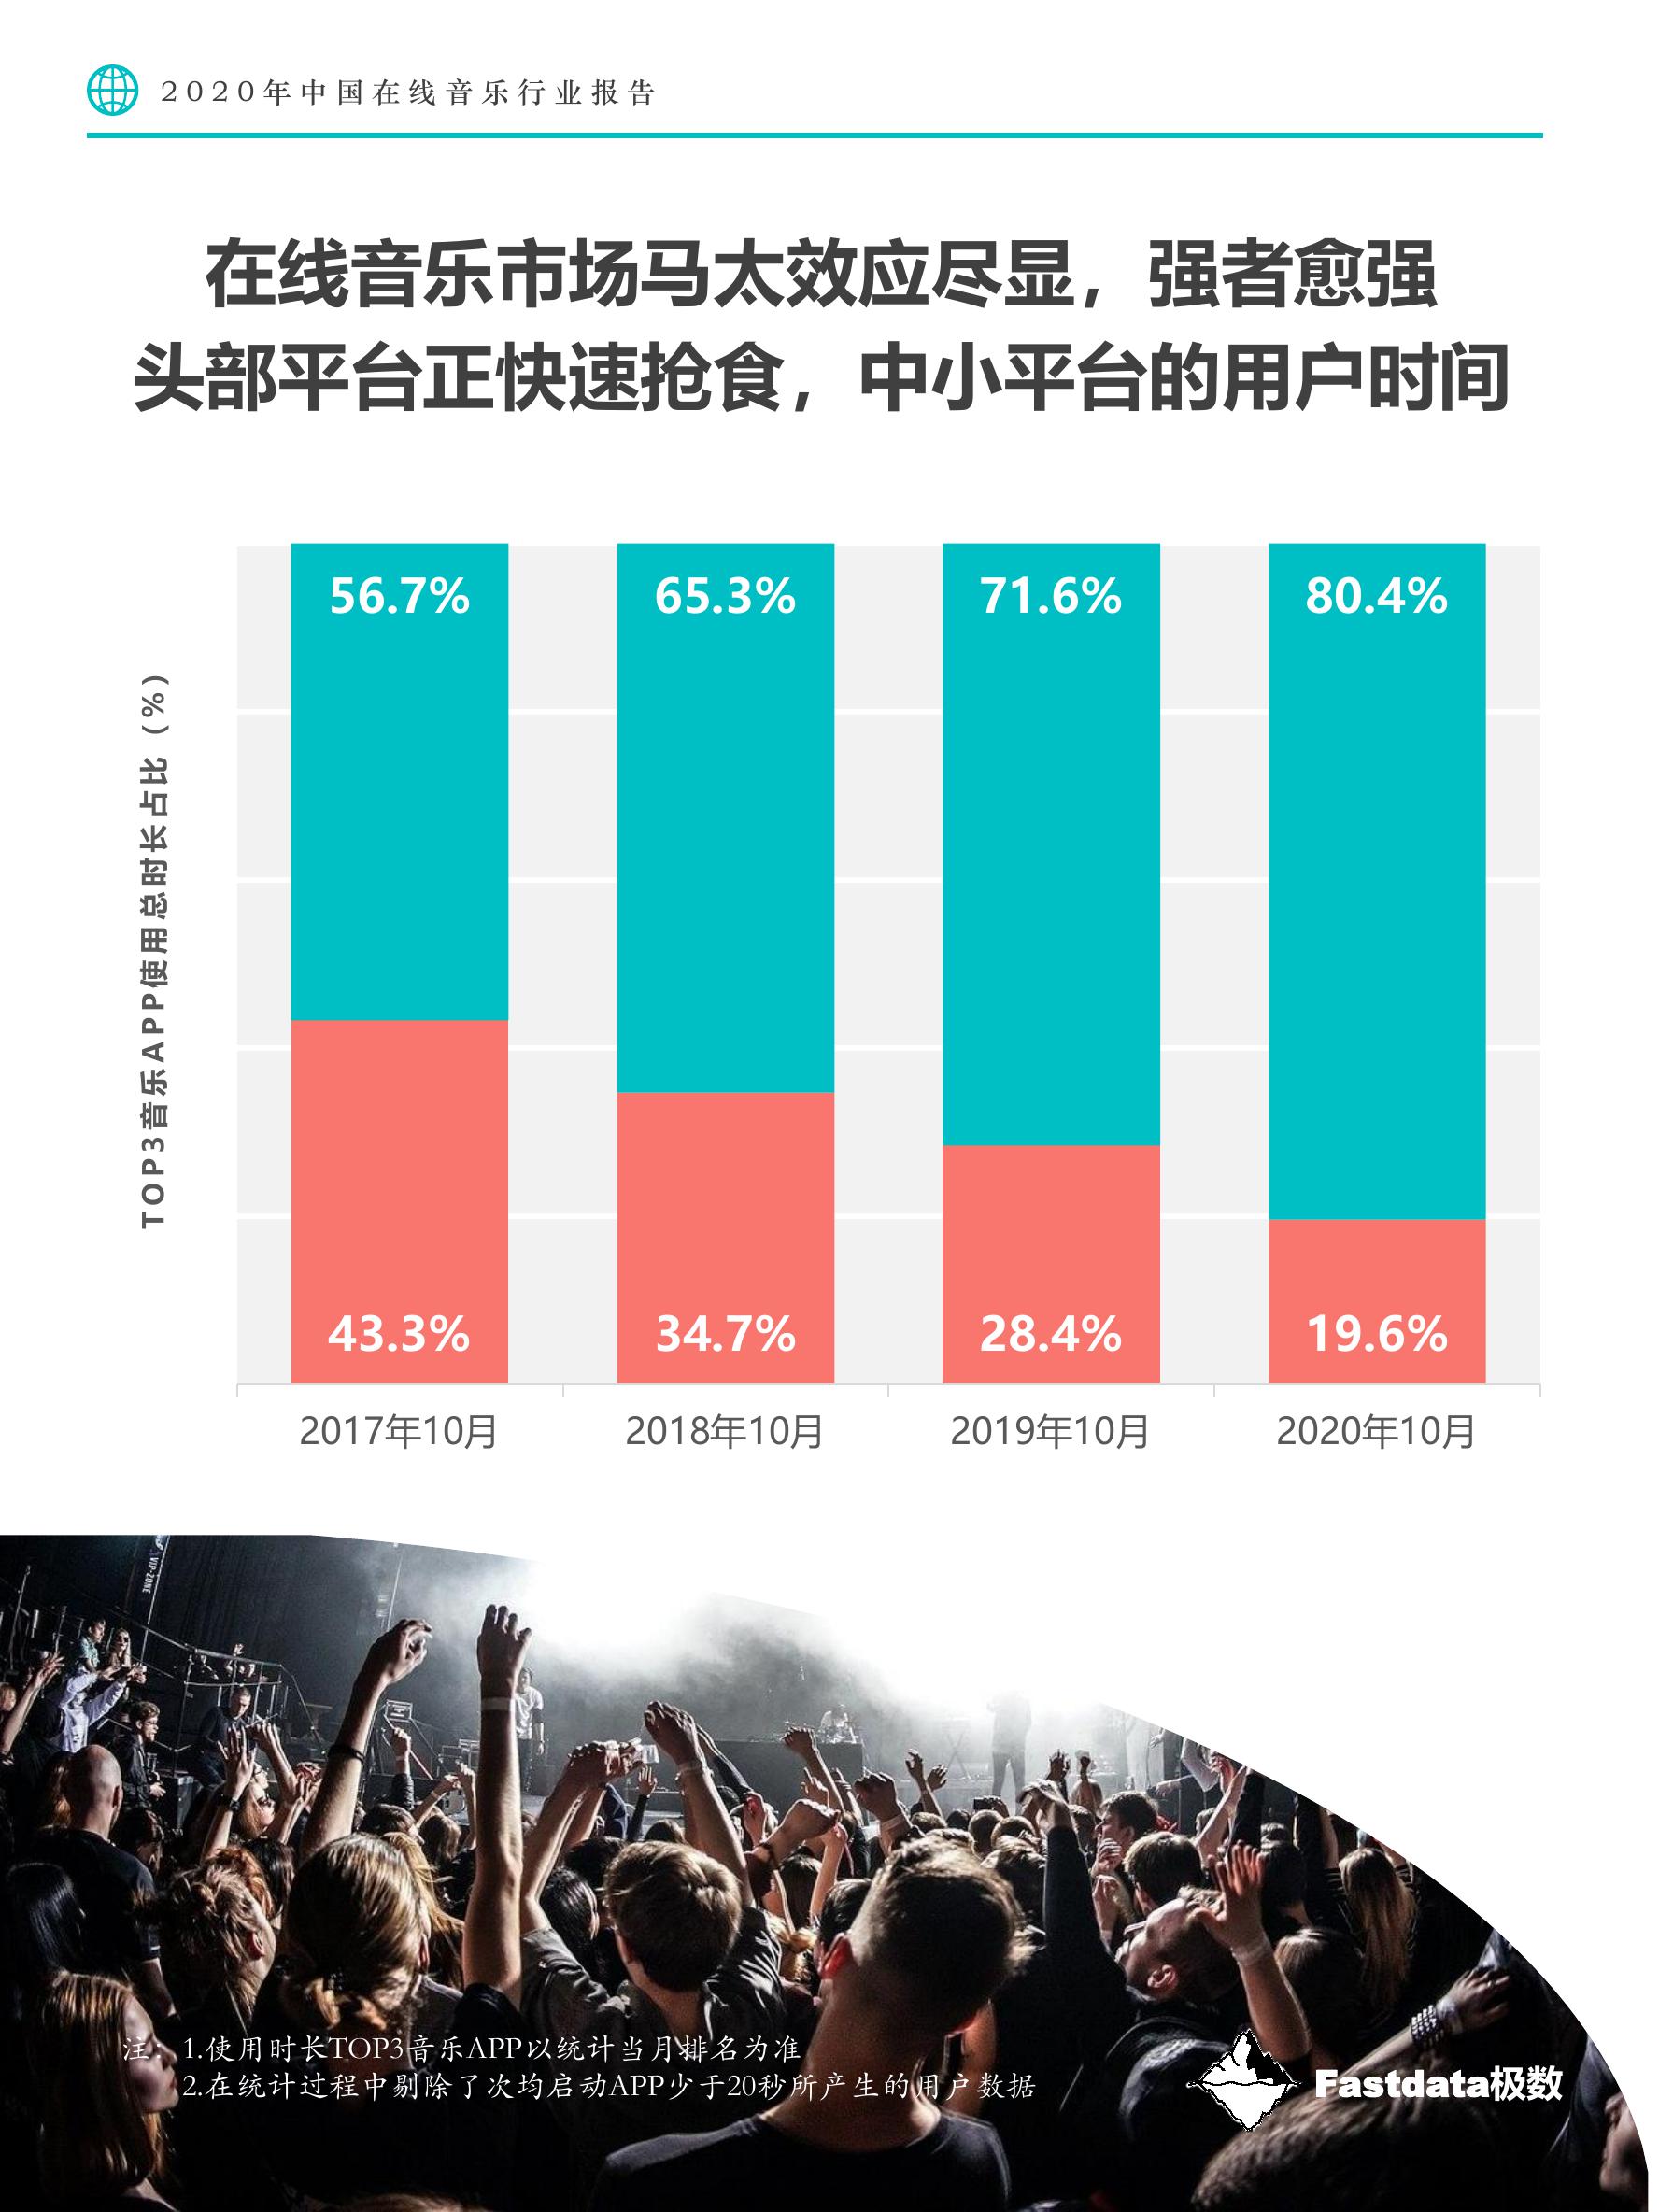 2020年中国在线音乐行业报告
在线音乐市场马太效应尽显，强者愈强
头部平台正快速抢食，中小平台的用户时间
TOP3音乐APP使用总时长占比（%）
56.7%
65.3%
71.6%
80.4%
43.3%
34.7%
28.4%
19.6%
2017年10月
2018年10月
2019年10月
2020年10月
VIP-ZONE
注：1.使用时长TOP3音乐APP以统计当月排名为准
2.在统计过程中剔除了次均启动APP少于20秒所产生的用户数据
Fastdata极数